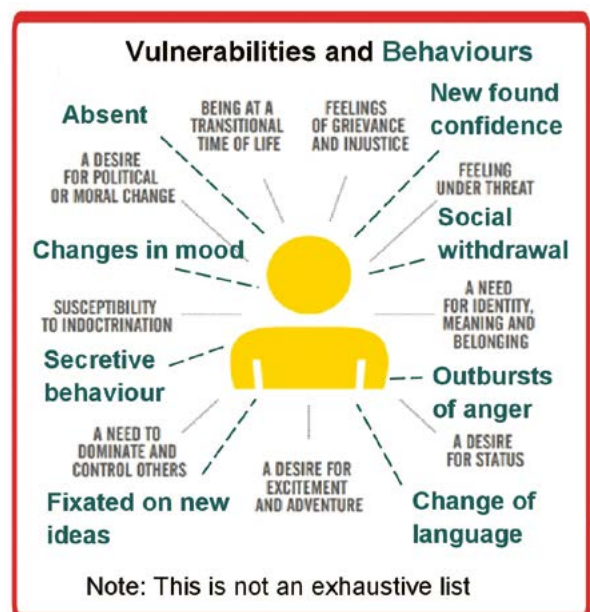 Vulnerabilities and Behaviours
Absent
BEING AT A
TRANSITIONAL
TIME OF LIFE
FEELINGS
OF GRIEVANCE
AND INJUSTICE
New found
confidence
A DESIRE
FOR POLITICAL
OR MORAL CHANGE
FEELING
UNDER THREAT
Changes in mood
Social
withdrawal
SUSCEPTIBILITY
TO INDOCTRINATION
A NEED
FOR IDENTITY,
MEANING AND
BELONGING
Secretive
behaviour
Outbursts
of anger
A NEED TO
DOMINATE AND
CONTROL OTHERS
A DESIRE FOR
EXCITEMENT
AND ADVENTURE
A DESIRE
FOR STATUS
Fixated on new
ideas
Change of
language
Note: This is not an exhaustive list